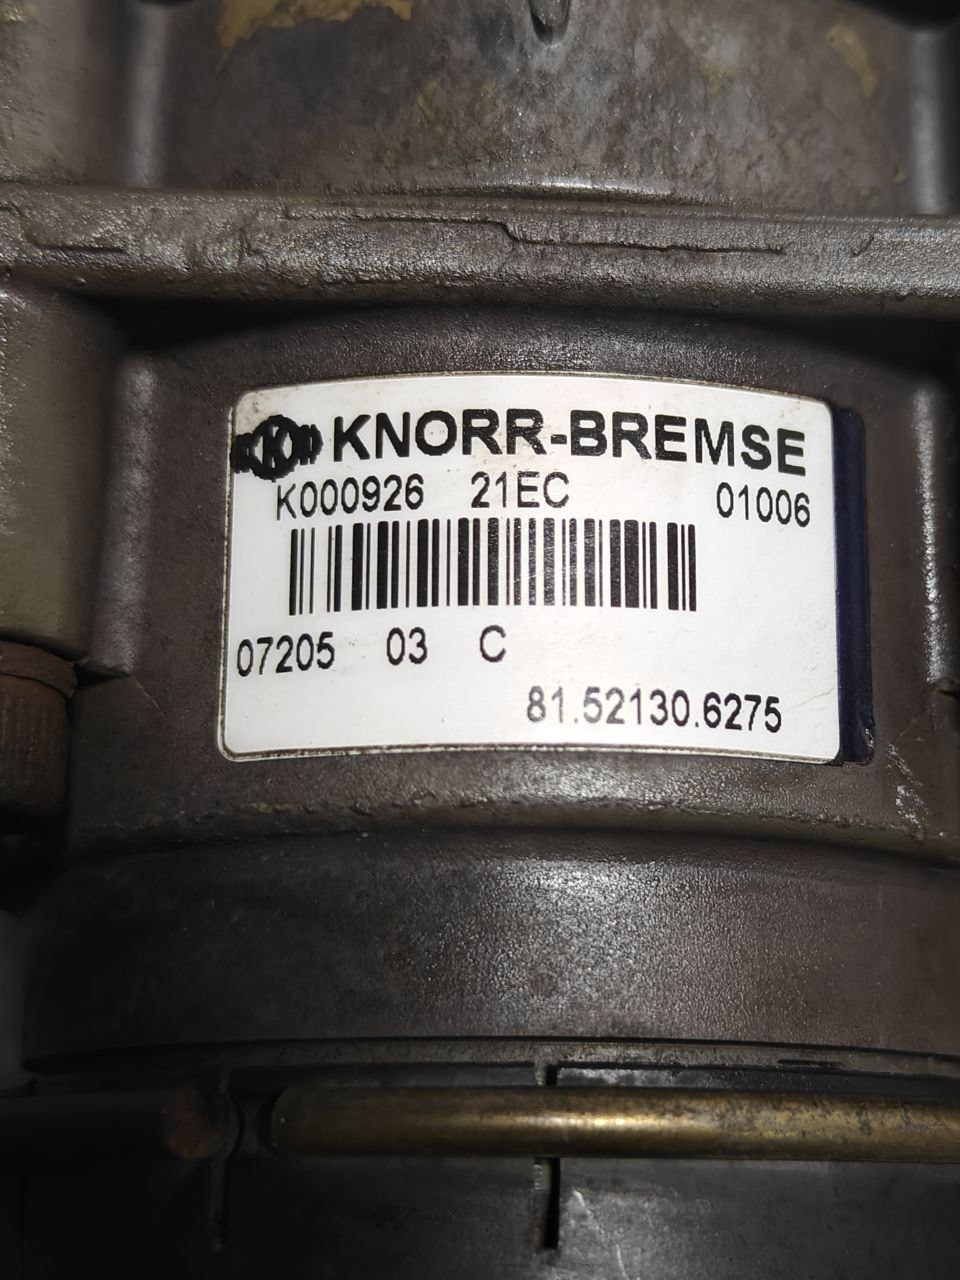 KNORR-BREMSE
K000926 21EC 01006
07205 03 C
81.52130.6275